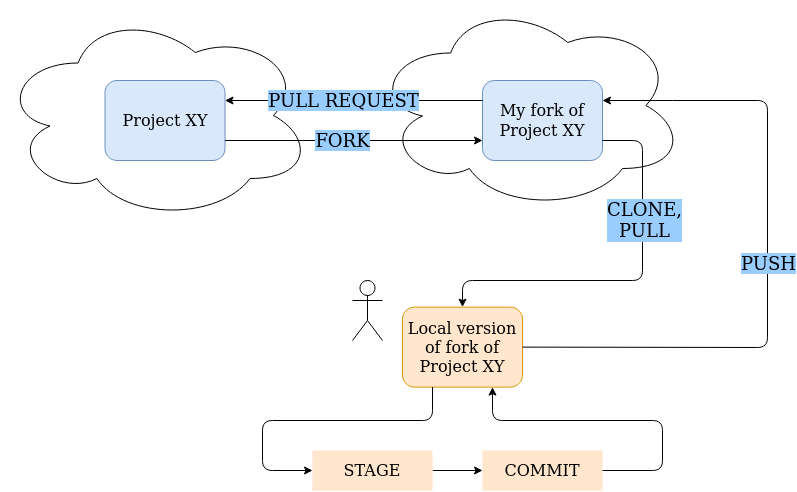 PULL REQUEST
Project XY
My fork of
Project XY
FORK
CLONE,
PULL
PUSH
Local version
of fork of
Project XY
STAGE
COMMIT